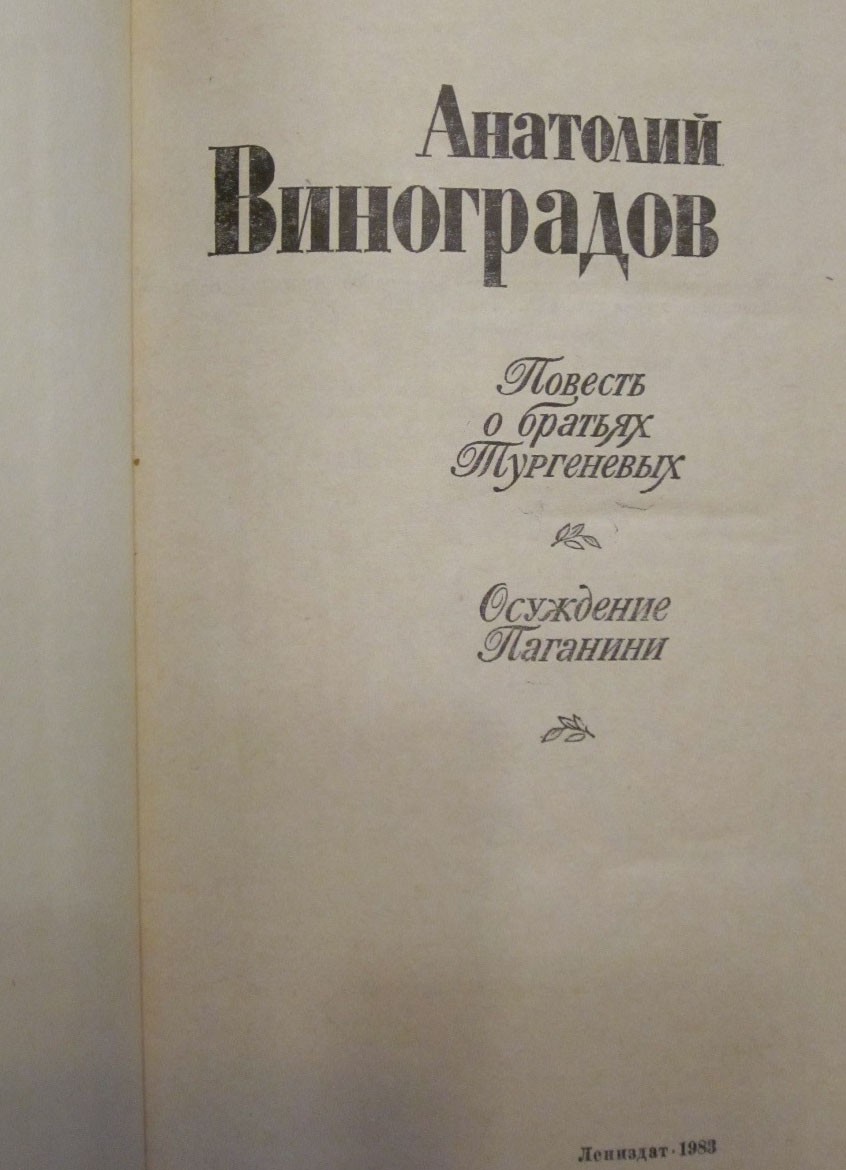 Анатолий
Виноградов
Повесть
о братьях
Тургеневых
Осуждение
Паганини
Лениздат · 1983